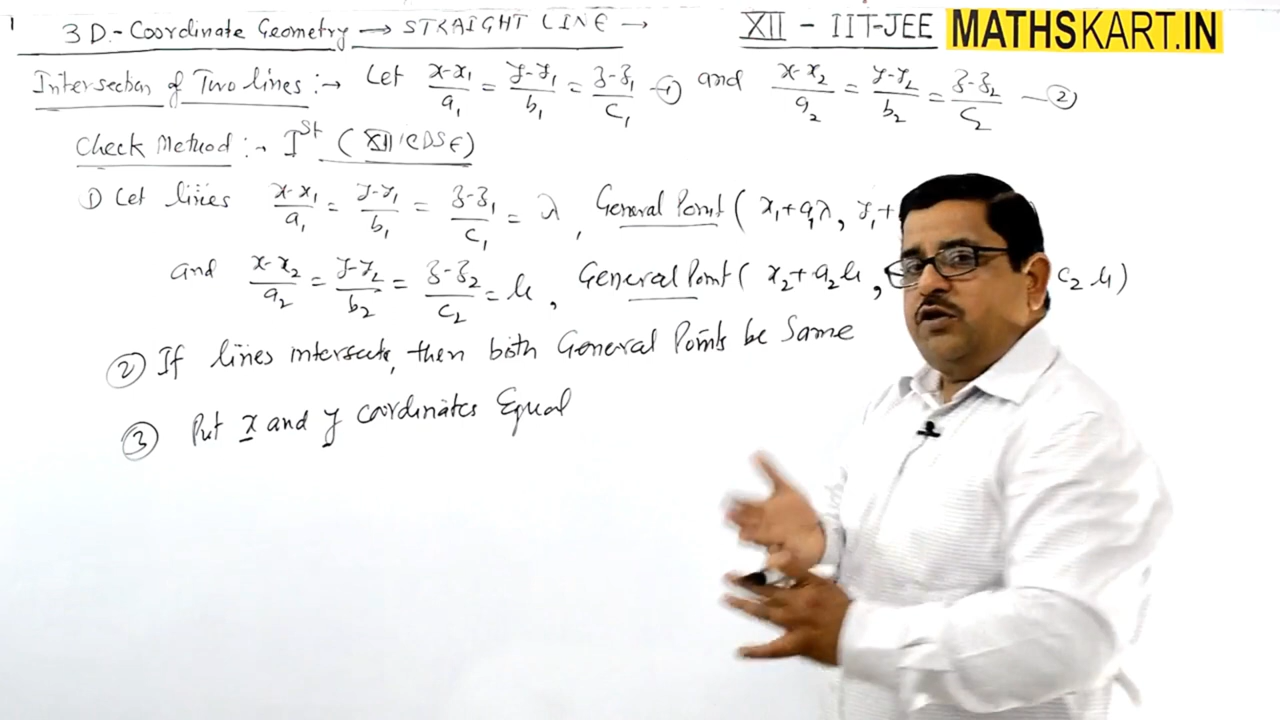 1
3D.-Coordinate Geometry → STRAIGHT LINE → XII - IIT-JEE MATHSKART.IN
Intersection of Two lines :→ Let x-x₁/a₁ = y-y₁/b₁ = z-z₁/c₁ —① and x-x₂/a₂ = y-y₂/b₂ = z-z₂/c₂ —②
Check Method :→ Iˢᵗ (XII CBSE)
① Let lines x-x₁/a₁ = y-y₁/b₁ = z-z₁/c₁ = λ, General Point (x₁+a₁λ, y₁+
and x-x₂/a₂ = y-y₂/b₂ = z-z₂/c₂ = μ, General Point (x₂+a₂μ, c₂μ)
② If lines intersects, then both General Points be Same
③ Put x and y coordinates Equal